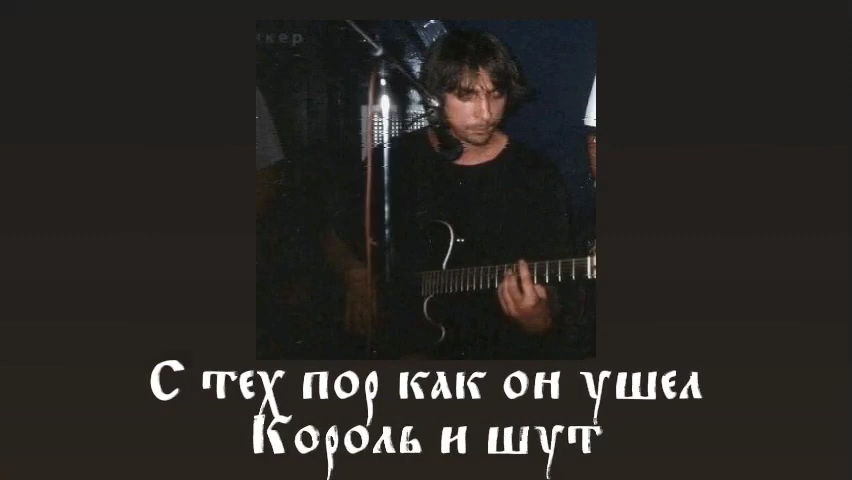 С тех пор как он ушел
Король и шут